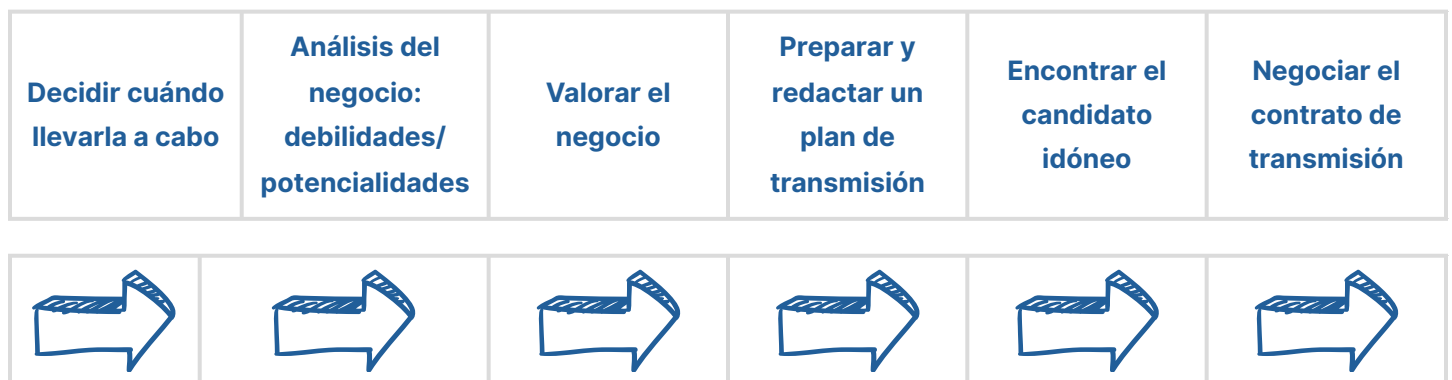 Decidir cuándo
llevarla a cabo
Análisis del
negocio:
debilidades/
potencialidades
Valorar el
negocio
Preparar y
redactar un
plan de
transmisión
Encontrar el
candidato
idóneo
Negociar el
contrato de
transmisión